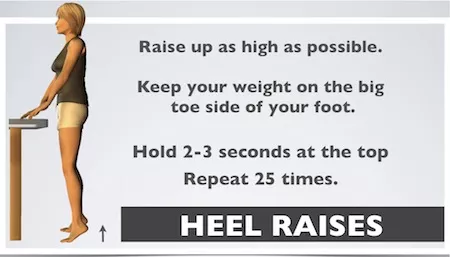 Raise up as high as possible.
Keep your weight on the big
toe side of your foot.
Hold 2-3 seconds at the top
Repeat 25 times.
HEEL RAISES